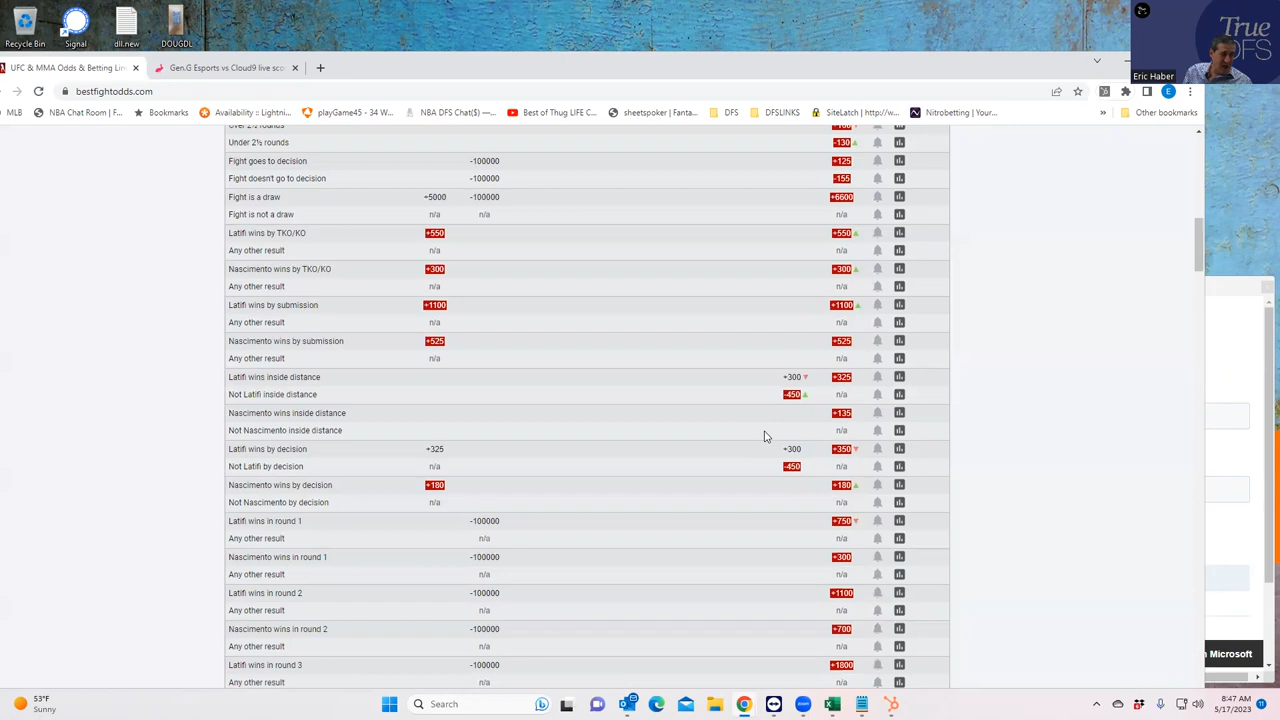 Recycle Bin
Signal
dll.new
DOUGDL
True
DFS
Eric Haber
UFC & MMA Odds & Betting Lin
Gen.G Esports vs Cloud9 live sco
bestfightodds.com
MLB
NBA Chat Room ( F...
Bookmarks
Availability :: Lightni...
playGame45 - 34 W...
NBA DFS Chat($) —...
Best of Thug LIFE C...
sheetspoker | Fanta...
DFS
DFSLINKS
SiteLatch | http://w...
Nitrobetting | Your...
»
Other bookmarks
Over 2½ rounds -160
Under 2½ rounds -130
Fight goes to decision -100000 +125
Fight doesn't go to decision -100000 -155
Fight is a draw +5000 -100000 +6600
Fight is not a draw n/a n/a n/a
Latifi wins by TKO/KO +550 +550
Any other result n/a n/a
Nascimento wins by TKO/KO +300 +300
Any other result n/a n/a
Latifi wins by submission +1100 +1100
Any other result n/a n/a
Nascimento wins by submission +525 +525
Any other result n/a n/a
Latifi wins inside distance +300 +325
Not Latifi inside distance -450 n/a
Nascimento wins inside distance +135
Not Nascimento inside distance n/a
Latifi wins by decision +325 +300 +350
Not Latifi by decision n/a -450 n/a
Nascimento wins by decision +180 +180
Not Nascimento by decision n/a n/a
Latifi wins in round 1 -100000 +750
Any other result n/a n/a
Nascimento wins in round 1 -100000 +300
Any other result n/a n/a
Latifi wins in round 2 -100000 +1100
Any other result n/a n/a
Nascimento wins in round 2 -100000 +700
Any other result n/a n/a
Latifi wins in round 3 -100000 +1800
Any other result n/a n/a
Microsoft
53°F
Sunny
Search
8:47 AM
5/17/2023